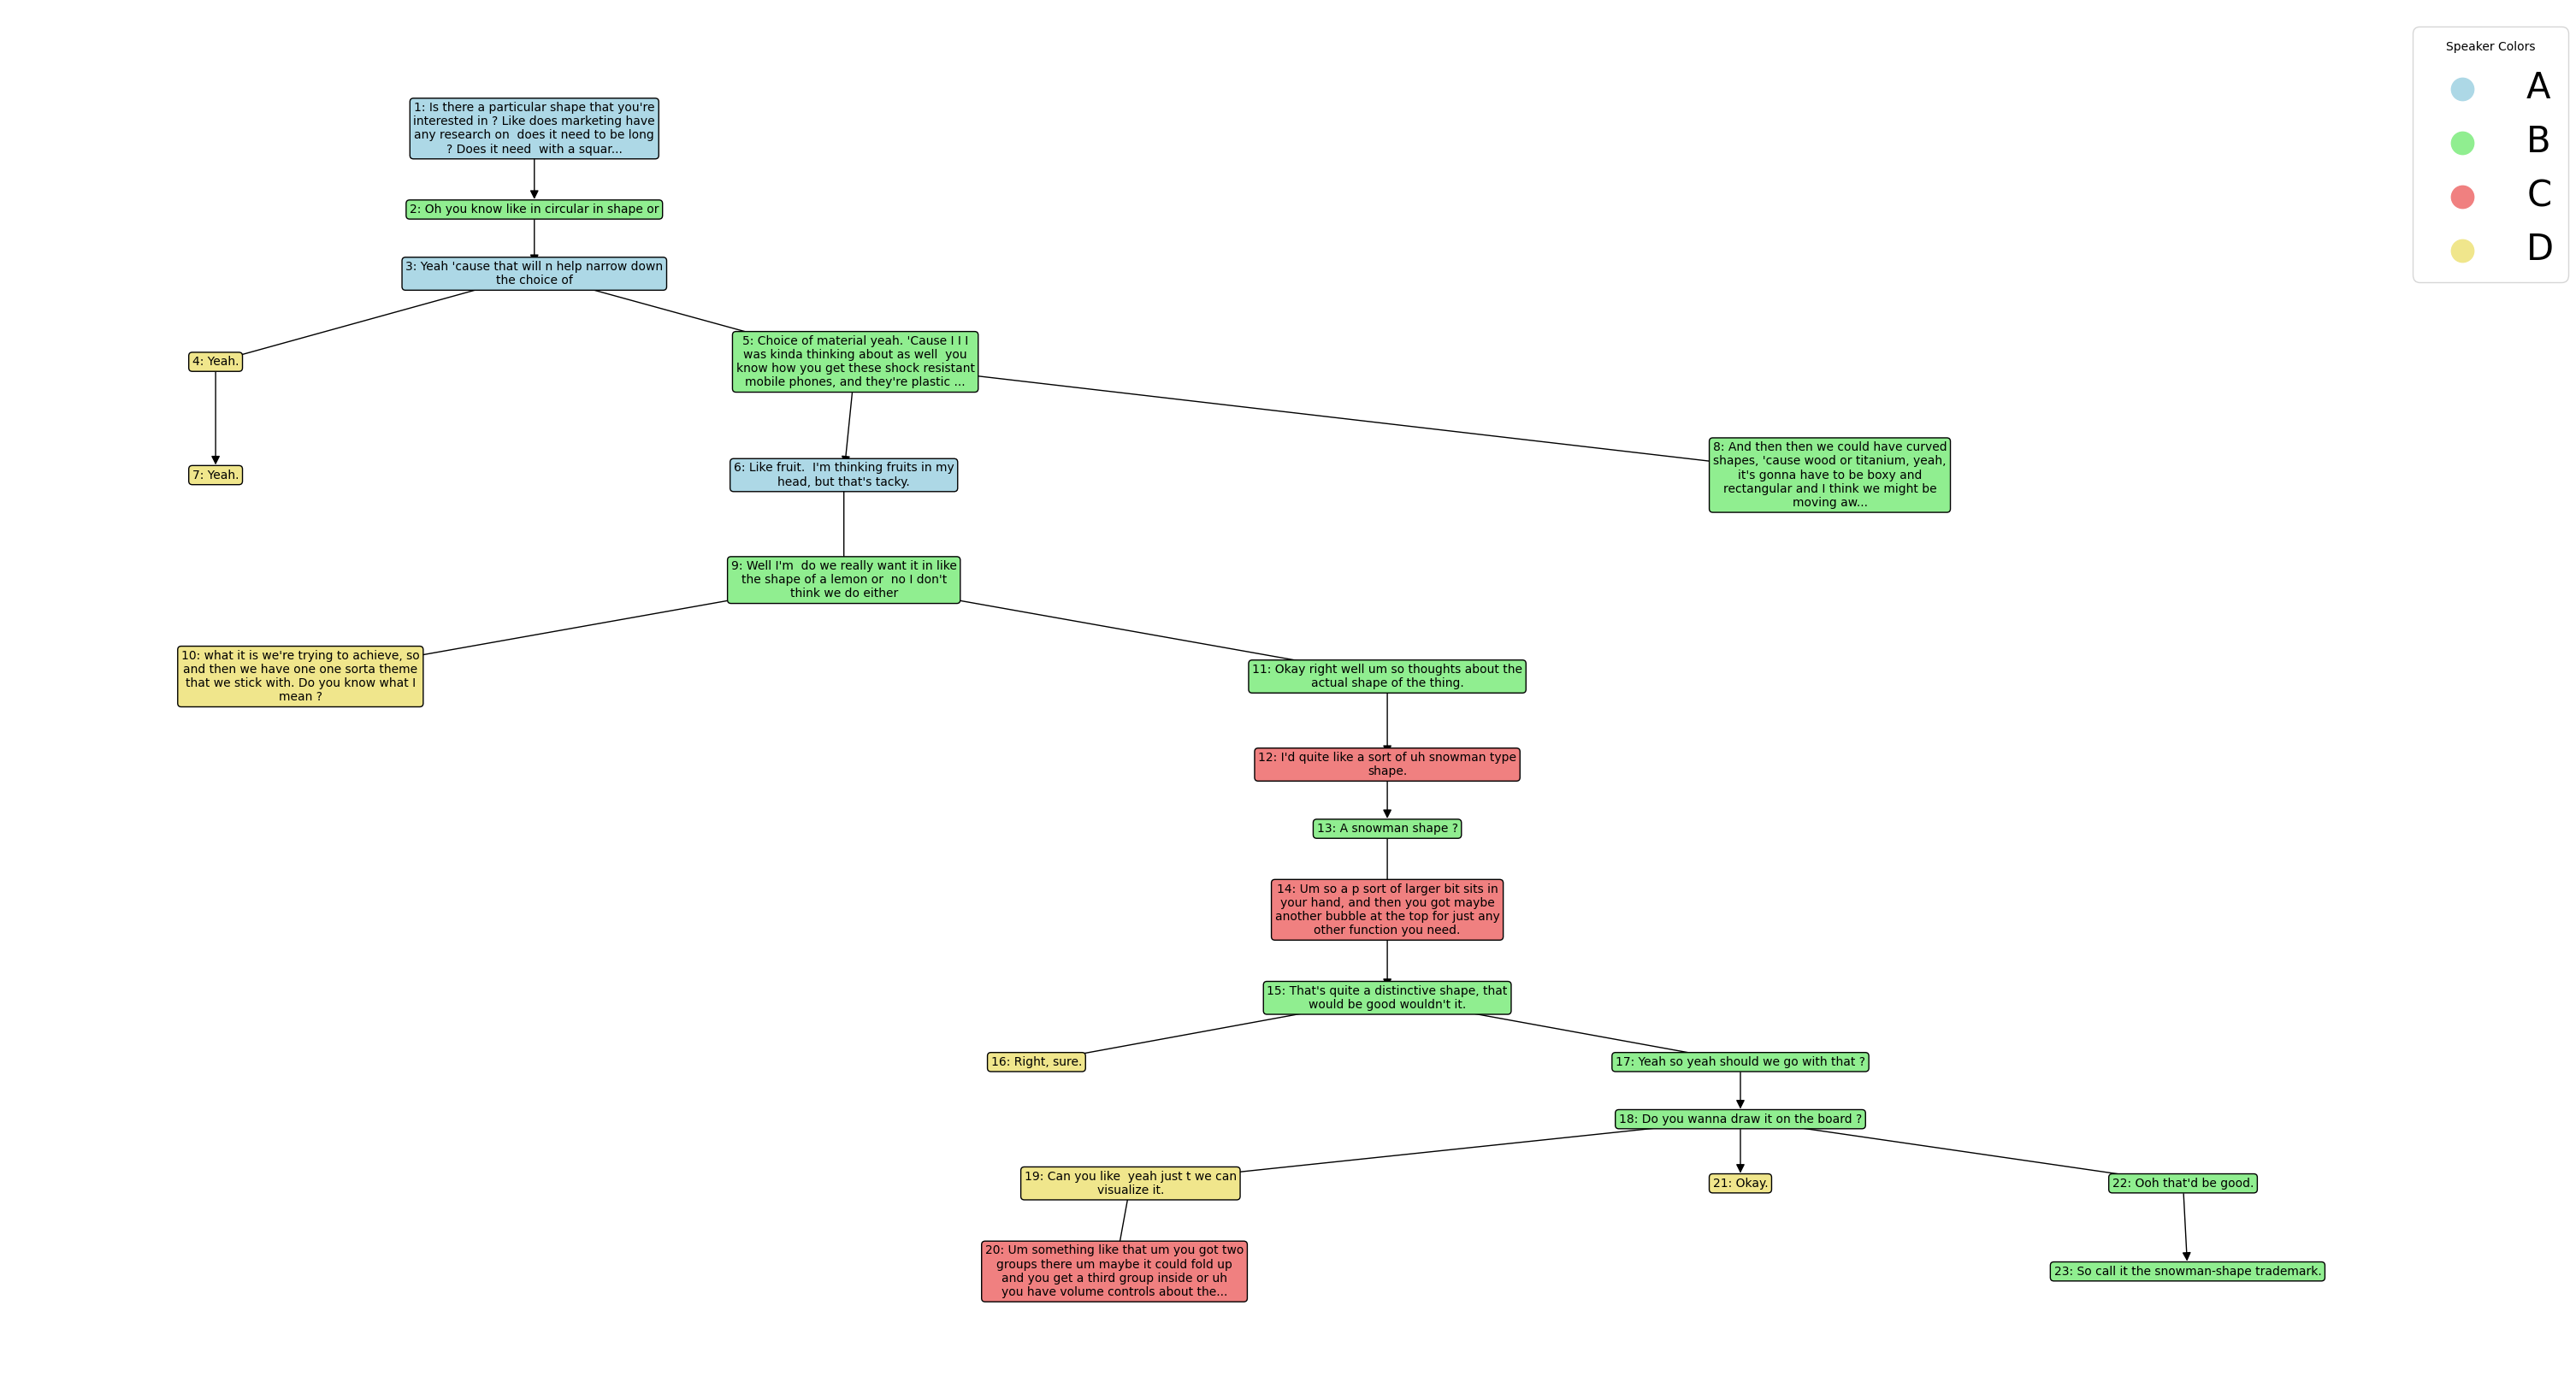 Speaker Colors
A
B
C
D
1: Is there a particular shape that you're
interested in ? Like does marketing have
any research on  does it need to be long
? Does it need  with a squar...
2: Oh you know like in circular in shape or
3: Yeah 'cause that will n help narrow down
the choice of
4: Yeah.
5: Choice of material yeah. 'Cause I I I
was kinda thinking about as well  you
know how you get these shock resistant
mobile phones, and they're plastic ...
7: Yeah.
6: Like fruit.  I'm thinking fruits in my
head, but that's tacky.
8: And then then we could have curved
shapes, 'cause wood or titanium, yeah,
it's gonna have to be boxy and
rectangular and I think we might be
moving aw...
9: Well I'm  do we really want it in like
the shape of a lemon or  no I don't
think we do either
10: what it is we're trying to achieve, so
and then we have one one sorta theme
that we stick with. Do you know what I
mean ?
11: Okay right well um so thoughts about the
actual shape of the thing.
12: I'd quite like a sort of uh snowman type
shape.
13: A snowman shape ?
14: Um so a p sort of larger bit sits in
your hand, and then you got maybe
another bubble at the top for just any
other function you need.
15: That's quite a distinctive shape, that
would be good wouldn't it.
16: Right, sure.
17: Yeah so yeah should we go with that ?
18: Do you wanna draw it on the board ?
19: Can you like  yeah just t we can
visualize it.
21: Okay.
22: Ooh that'd be good.
20: Um something like that um you got two
groups there um maybe it could fold up
and you get a third group inside or uh
you have volume controls about the...
23: So call it the snowman-shape trademark.